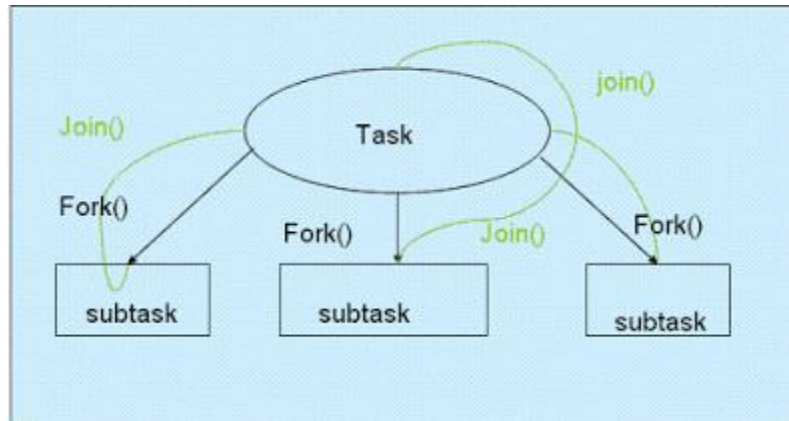 join()
Join()
Task
Fork()
Fork()
Join()
Fork()
subtask
subtask
subtask